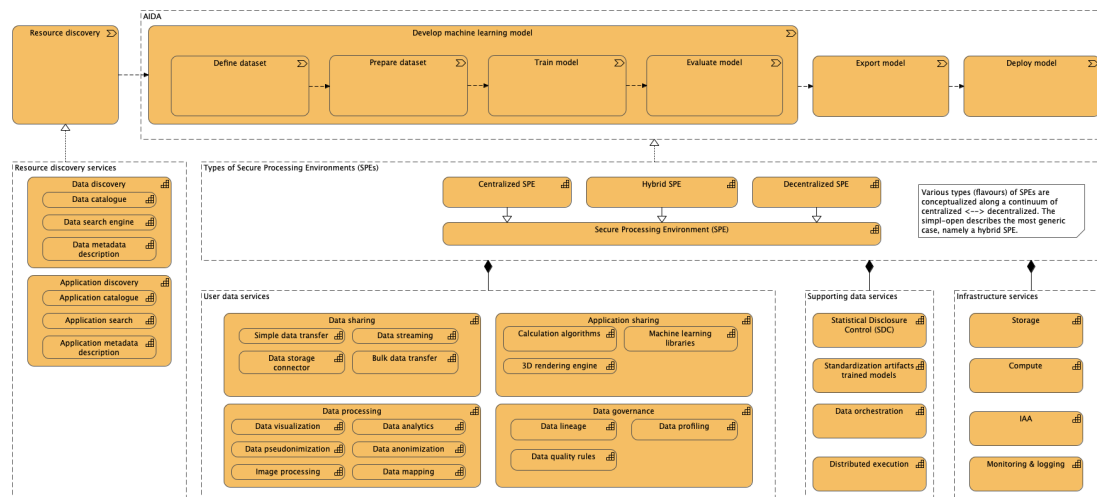 AIDA
Resource discovery
Develop machine learning model
Define dataset
Prepare dataset
Train model
Evaluate model
Export model
Deploy model
Resource discovery services
Data discovery
Data catalogue
Data search engine
Data metadata
description
Application discovery
Application catalogue
Application search
Application metadata
description
Types of Secure Processing Environments (SPEs)
Centralized SPE
Hybrid SPE
Decentralized SPE
Secure Processing Environment (SPE)
Various types (flavours) of SPEs are
conceptualized along a continuum of
centralized <--> decentralized. The
simpl-open describes the most generic
case, namely a hybrid SPE.
User data services
Data sharing
Simple data transfer
Data streaming
Data storage
connector
Bulk data transfer
Application sharing
Calculation algorithms
Machine learning
libraries
3D rendering engine
Data processing
Data visualization
Data analytics
Data pseudonimization
Data anonimization
Image processing
Data mapping
Data governance
Data lineage
Data profiling
Data quality rules
Supporting data services
Statistical Disclosure
Control (SDC)
Standardization artifacts
trained models
Data orchestration
Distributed execution
Infrastructure services
Storage
Compute
IAA
Monitoring & logging